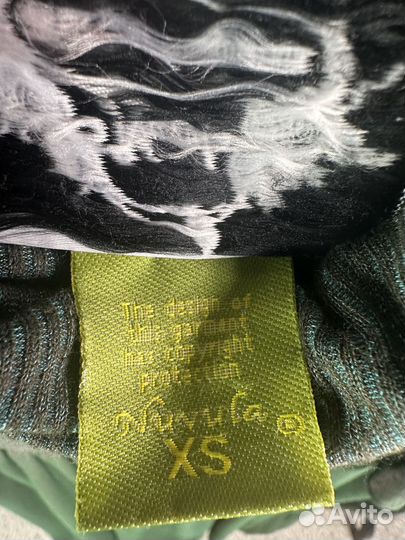 The design of
this garment
has copyright
protection
Nuvula ©
XS
Avito